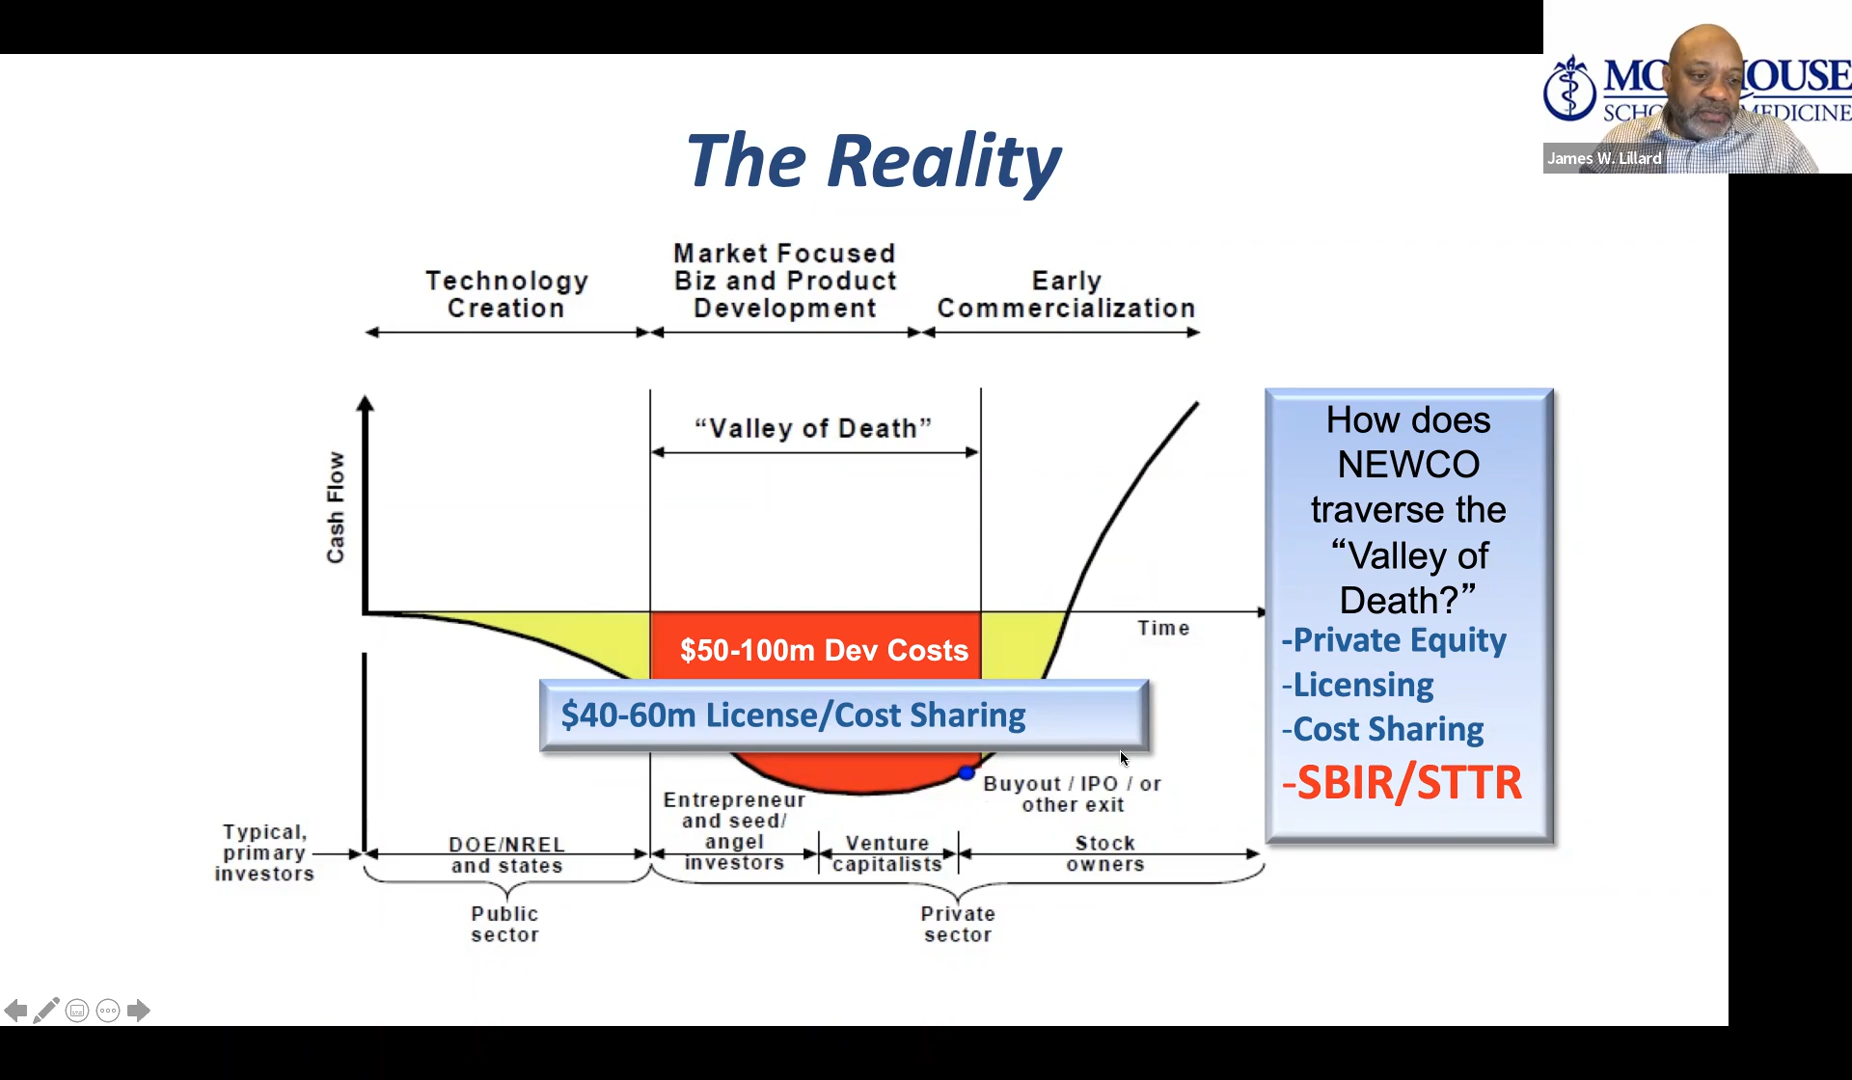 MO HOUSE
SCHO MEDICINE
James W. Lillard
The Reality
Technology
Creation
Market Focused
Biz and Product
Development
Early
Commercialization
“Valley of Death”
Cash Flow
Time
$50-100m Dev Costs
$40-60m License/Cost Sharing
Buyout / IPO / or
other exit
Typical,
primary
investors
DOE/NREL
and states
Entrepreneur
and seed/
angel
investors
Venture
capitalists
Stock
owners
Public
sector
Private
sector
How does
NEWCO
traverse the
“Valley of
Death?”
-Private Equity
-Licensing
-Cost Sharing
-SBIR/STTR